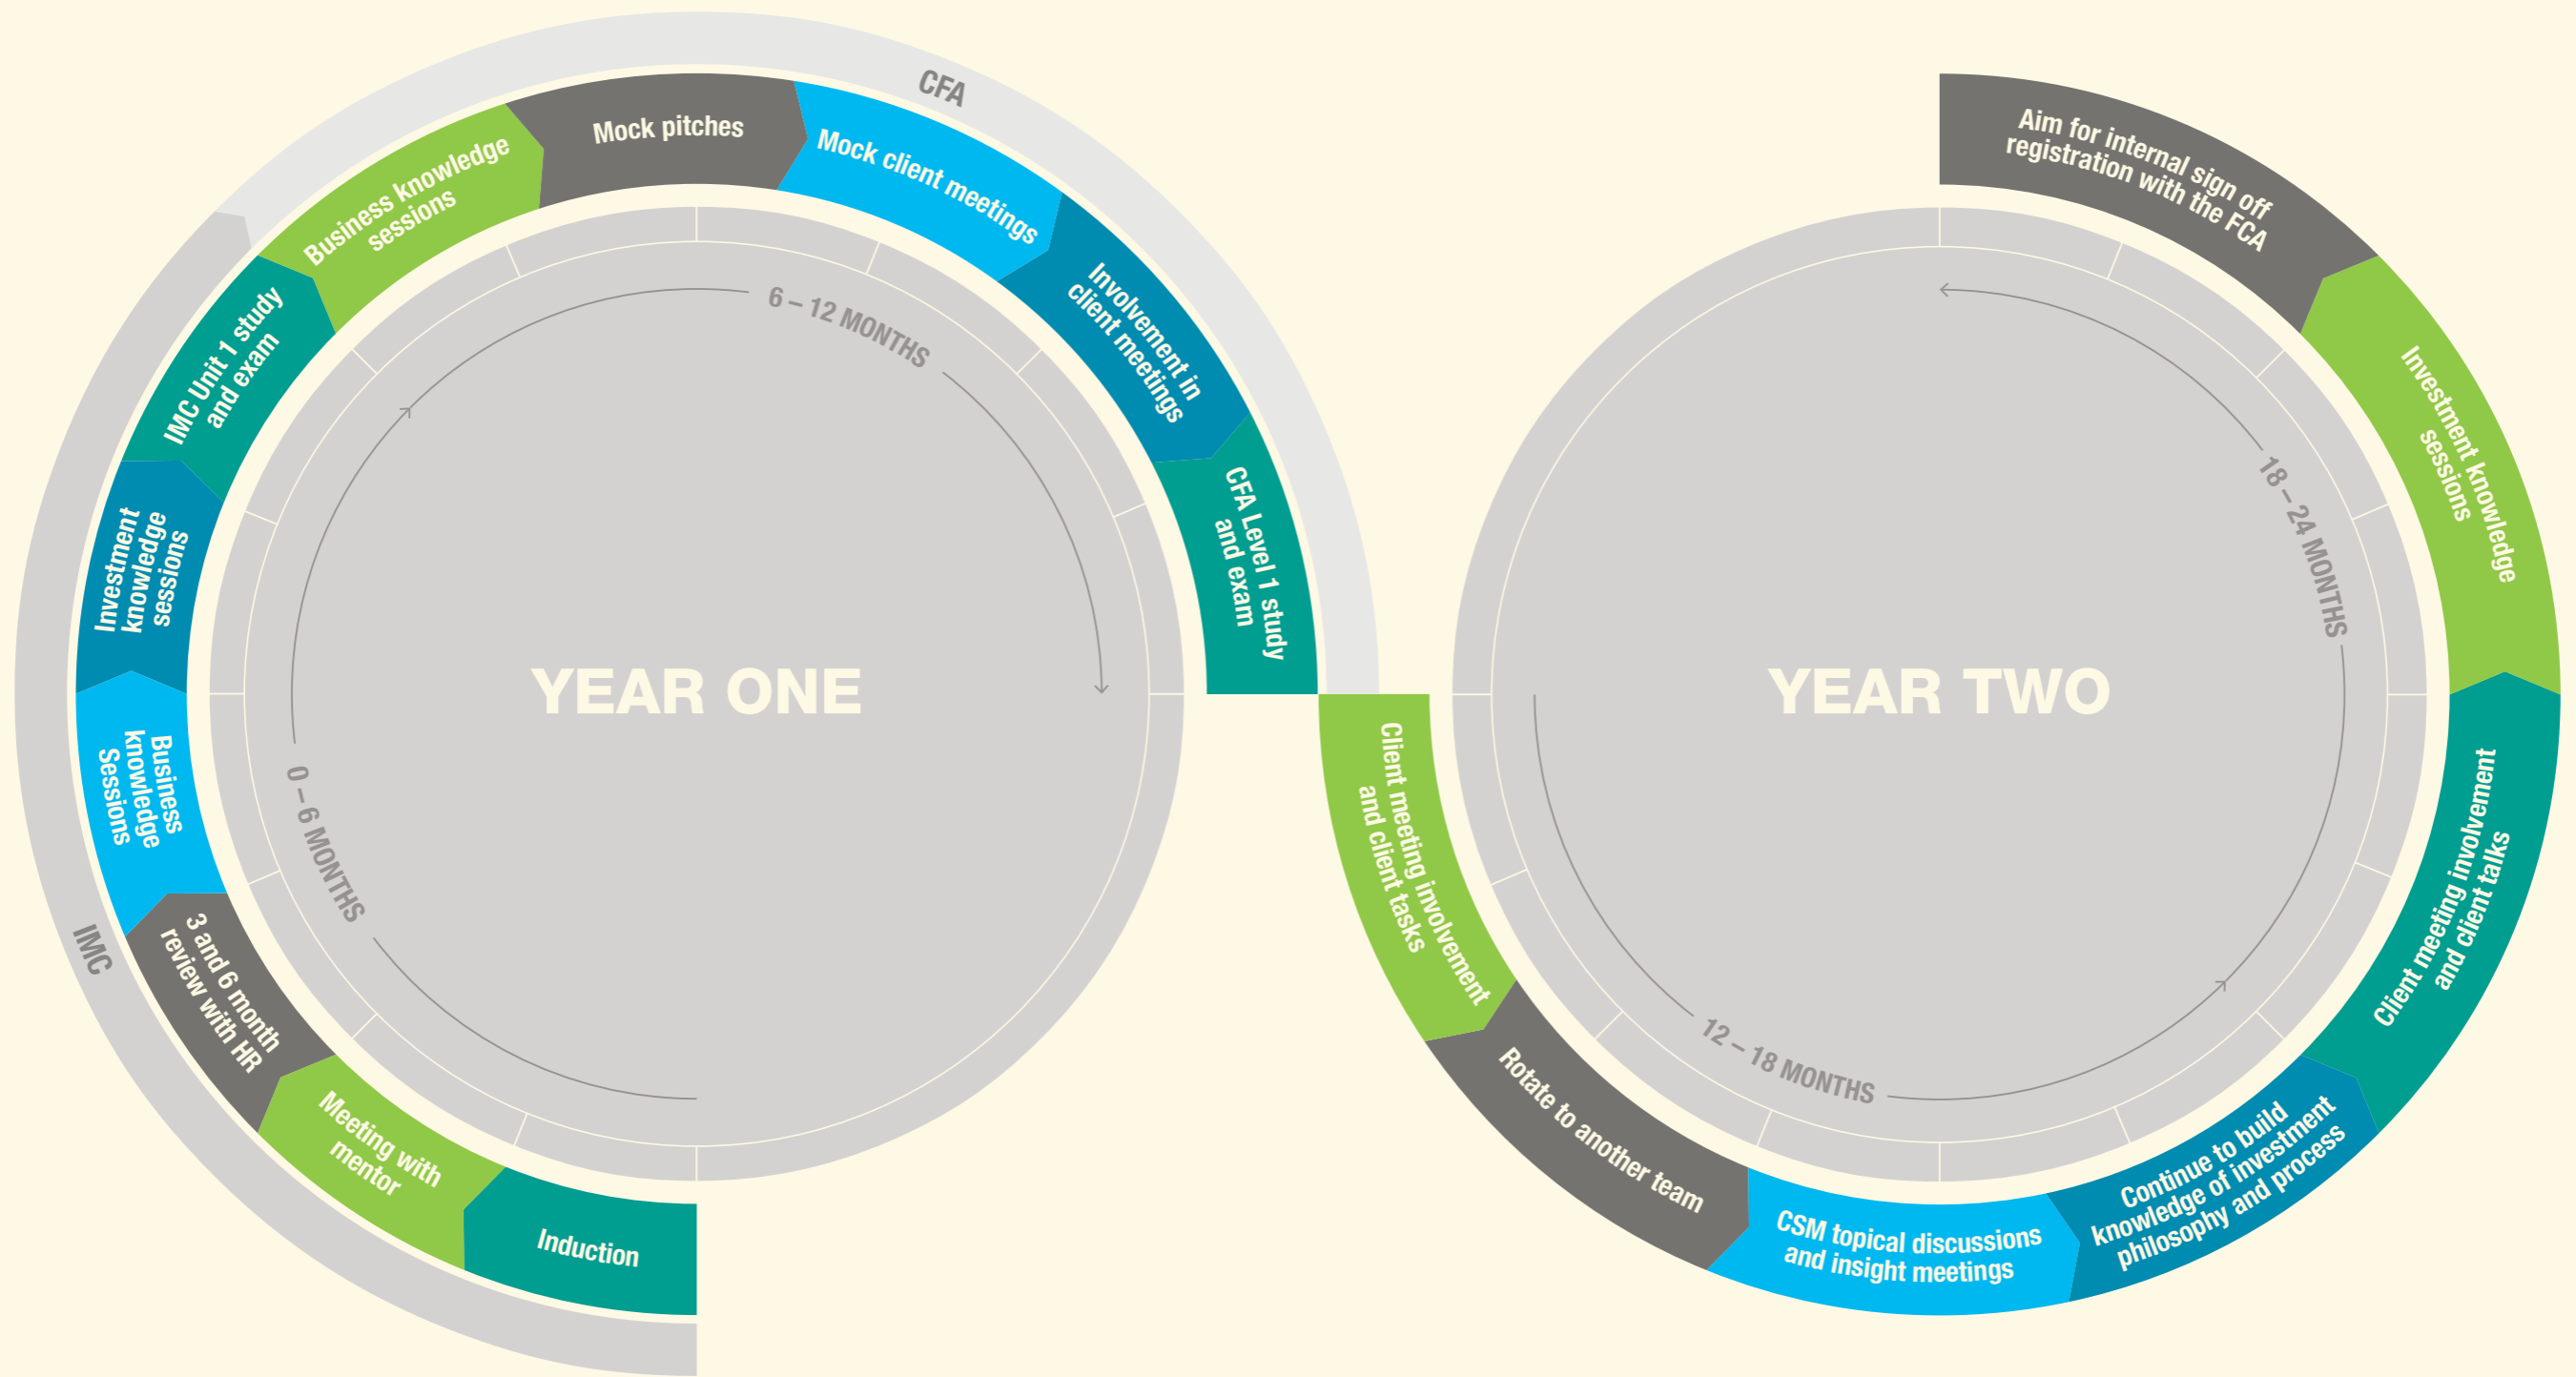 YEAR ONE
0 – 6 MONTHS
6 – 12 MONTHS
IMC
CFA
Induction
Meeting with
mentor
3 and 6 month
review with HR
Business
knowledge
Sessions
Investment
knowledge
sessions
IMC Unit 1 study
and exam
Business knowledge
sessions
Mock pitches
Mock client meetings
Involvement in
client meetings
CFA Level 1 study
and exam
YEAR TWO
12 – 18 MONTHS
18 – 24 MONTHS
Client meeting involvement
and client tasks
Rotate to another team
CSM topical discussions
and insight meetings
Continue to build
knowledge of investment
philosophy and process
Client meeting involvement
and client talks
Investment knowledge
sessions
Aim for internal sign off
registration with the FCA